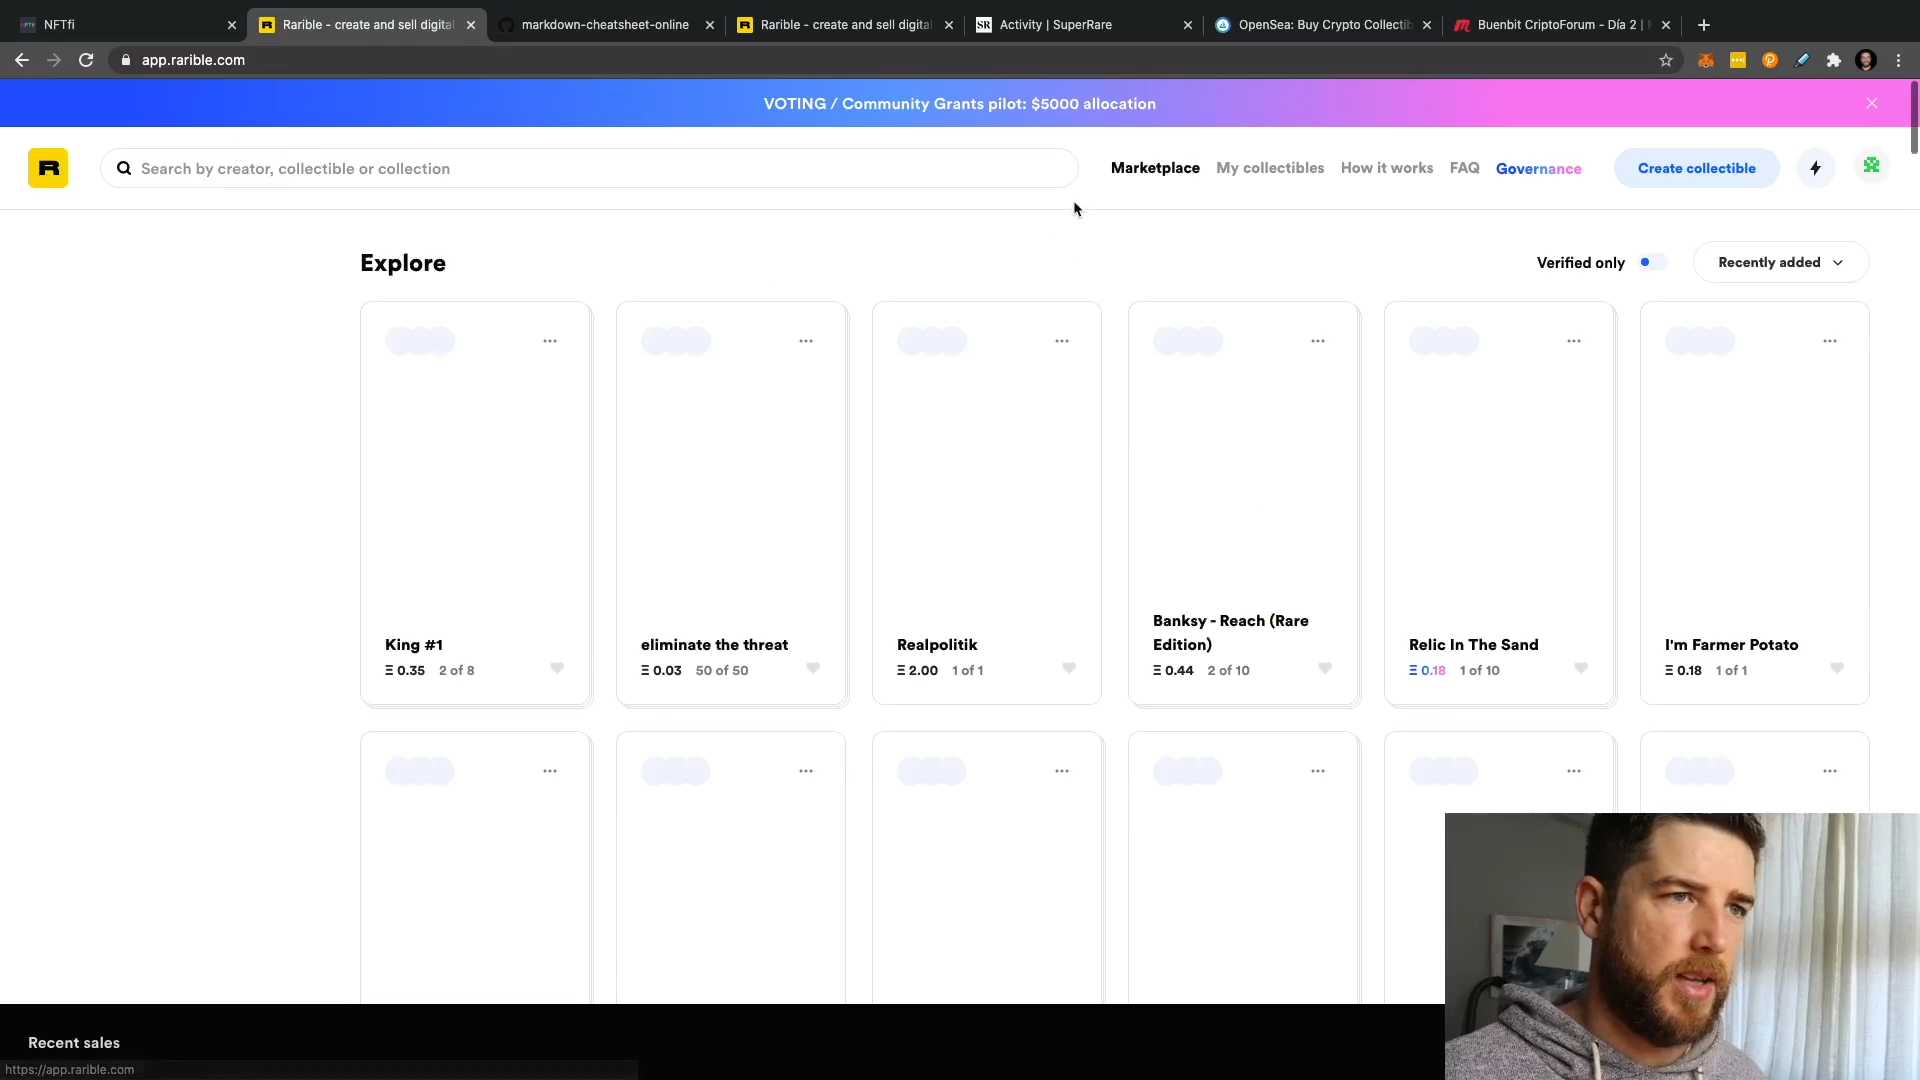 NFTfi
Rarible - create and sell digital
markdown-cheatsheet-online
Rarible - create and sell digital
SR
Activity | SuperRare
OpenSea: Buy Crypto Collectib
Buenbit CriptoForum - Día 2 |
app.rarible.com
VOTING / Community Grants pilot: $5000 allocation
R
Search by creator, collectible or collection
Marketplace
My collectibles
How it works
FAQ
Governance
Create collectible
Explore
Verified only
Recently added
King #1
Ξ 0.35 2 of 8
eliminate the threat
Ξ 0.03 50 of 50
Realpolitik
Ξ 2.00 1 of 1
Banksy - Reach (Rare
Edition)
Ξ 0.44 2 of 10
Relic In The Sand
Ξ 0.18 1 of 10
I'm Farmer Potato
Ξ 0.18 1 of 1
Recent sales
https://app.rarible.com